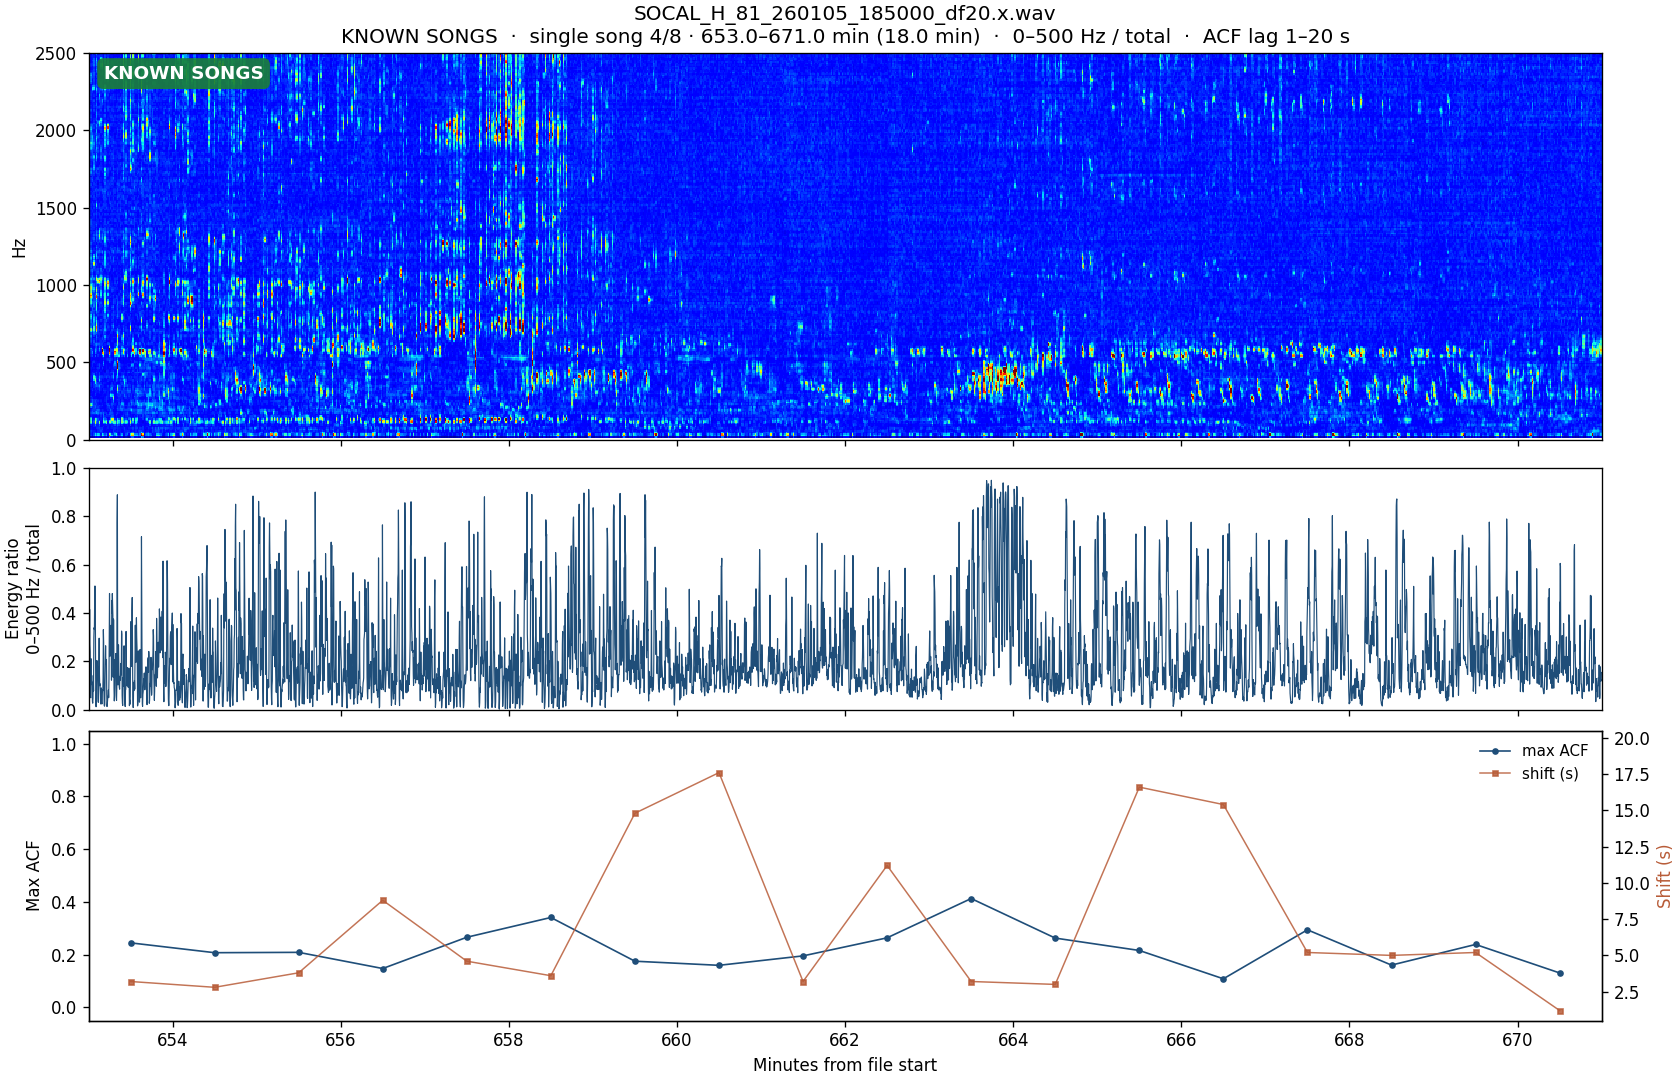 SOCAL_H_81_260105_185000_df20.x.wav
KNOWN SONGS · single song 4/8 · 653.0–671.0 min (18.0 min) · 0–500 Hz / total · ACF lag 1–20 s
KNOWN SONGS
2500
2000
1500
1000
500
0
Hz
1.0
0.8
0.6
0.4
0.2
0.0
Energy ratio
0–500 Hz / total
1.0
0.8
0.6
0.4
0.2
0.0
Max ACF
max ACF
shift (s)
20.0
17.5
15.0
12.5
10.0
7.5
5.0
2.5
Shift (s)
654 656 658 660 662 664 666 668 670
Minutes from file start